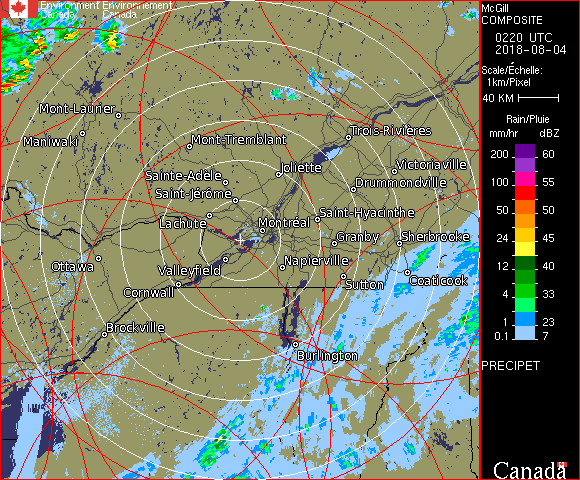 Environment Environnement
Canada Canada
McGill
COMPOSITE
0220 UTC
2018-08-04
Scale/Échelle:
1km/Pixel
40 KM
Rain/Pluie
mm/hr dBZ
200 60
100 55
50 50
24 45
12 40
4 33
1 23
0.1 7
PRECIPET
Canada
Mont-Laurier
Maniwaki
Mont-Tremblant
Trois-Rivières
Sainte-Adèle
Joliette
Victoriaville
Saint-Jérôme
Drummondville
Lachute
Montréal
Saint-Hyacinthe
Granby
Sherbrooke
Ottawa
Valleyfield
Napierville
Cornwall
Sutton
Coaticook
Brockville
Burlington